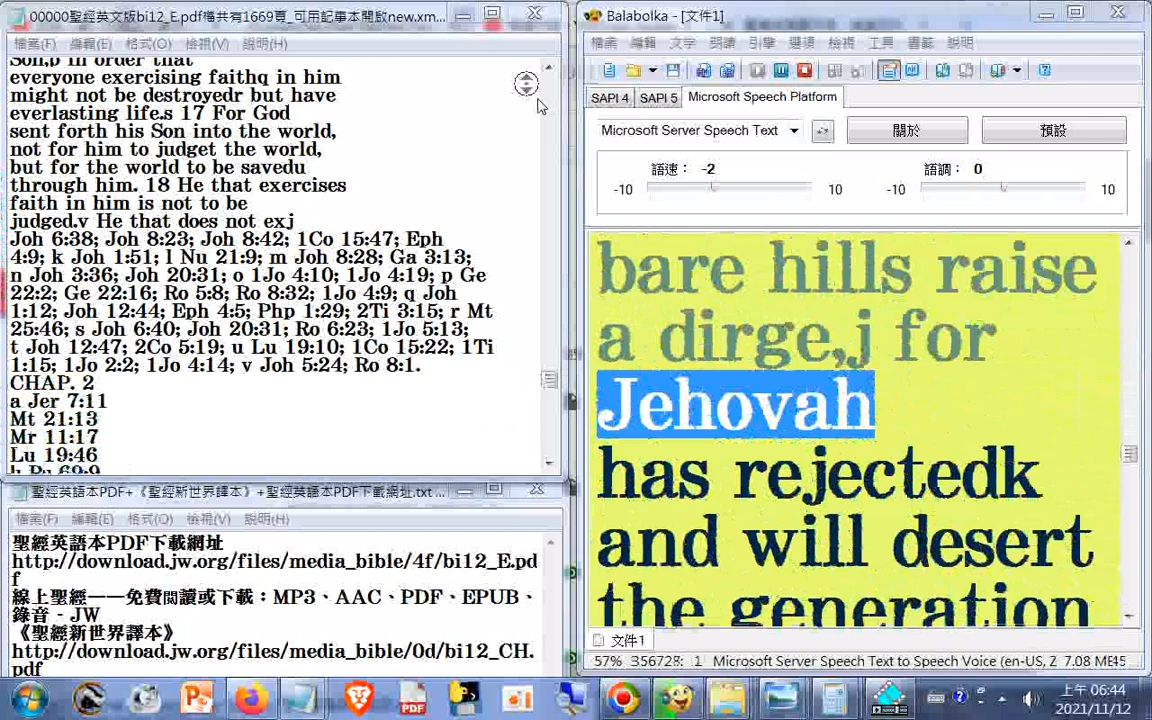 00000聖經英文版bi12_E.pdf檔共有1669頁_可用記事本開啟new.xm...
檔案(F) 編輯(E) 格式(O) 檢視(V) 說明(H)
Son,p in order that
everyone exercising faithq in him
might not be destroyedr but have
everlasting life.s 17 For God
sent forth his Son into the world,
not for him to judget the world,
but for the world to be savedu
through him. 18 He that exercises
faith in him is not to be
judged.v He that does not exj
Joh 6:38; Joh 8:23; Joh 8:42; 1Co 15:47; Eph
4:9; k Joh 1:51; l Nu 21:9; m Joh 8:28; Ga 3:13;
n Joh 3:36; Joh 20:31; o 1Jo 4:10; 1Jo 4:19; p Ge
22:2; Ge 22:16; Ro 5:8; Ro 8:32; 1Jo 4:9; q Joh
1:12; Joh 12:44; Eph 4:5; Php 1:29; 2Ti 3:15; r Mt
25:46; s Joh 6:40; Joh 20:31; Ro 6:23; 1Jo 5:13;
t Joh 12:47; 2Co 5:19; u Lu 19:10; 1Co 15:22; 1Ti
1:15; 1Jo 2:2; 1Jo 4:14; v Joh 5:24; Ro 8:1.
CHAP. 2
a Jer 7:11
Mt 21:13
Mr 11:17
Lu 19:46
b Ps 69:9
聖經英語本PDF+《聖經新世界譯本》+聖經英語本PDF下載網址.txt ...
檔案(F) 編輯(E) 格式(O) 檢視(V) 說明(H)
聖經英語本PDF下載網址
http://download.jw.org/files/media_bible/4f/bi12_E.pd
f
線上聖經——免費閱讀或下載：MP3、AAC、PDF、EPUB、
錄音 - JW
《聖經新世界譯本》
http://download.jw.org/files/media_bible/0d/bi12_CH.
pdf
Balabolka - [文件1]
檔案 編輯 文字 朗讀 引擎 選項 檢視 工具 書籤 說明
SAPI 4 SAPI 5 Microsoft Speech Platform
Microsoft Server Speech Text 關於 預設
語速： -2 語調： 0
-10 10 -10 10
bare hills raise
a dirge,j for
Jehovah
has rejectedk
and will desert
the generation
文件1
57% 356728: 1 Microsoft Server Speech Text to Speech Voice (en-US, Z 7.08 ME45
PDF
上午 06:44
2021/11/12